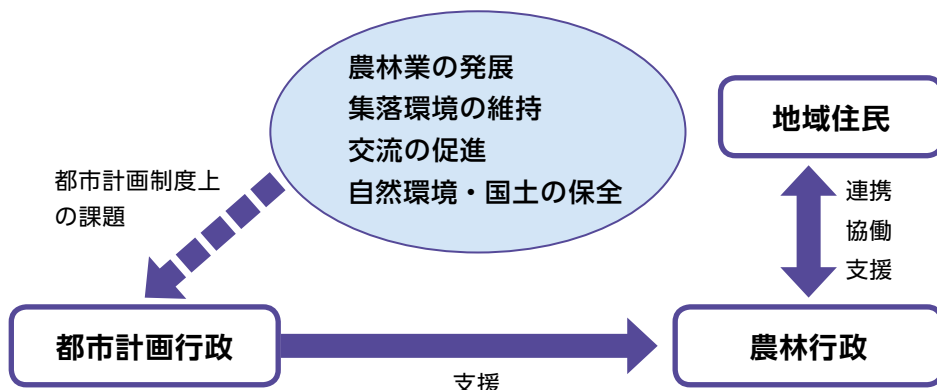 農林業の発展
集落環境の維持
交流の促進
自然環境・国土の保全
地域住民
都市計画制度上
の課題
連携
協働
支援
都市計画行政
農林行政
支援